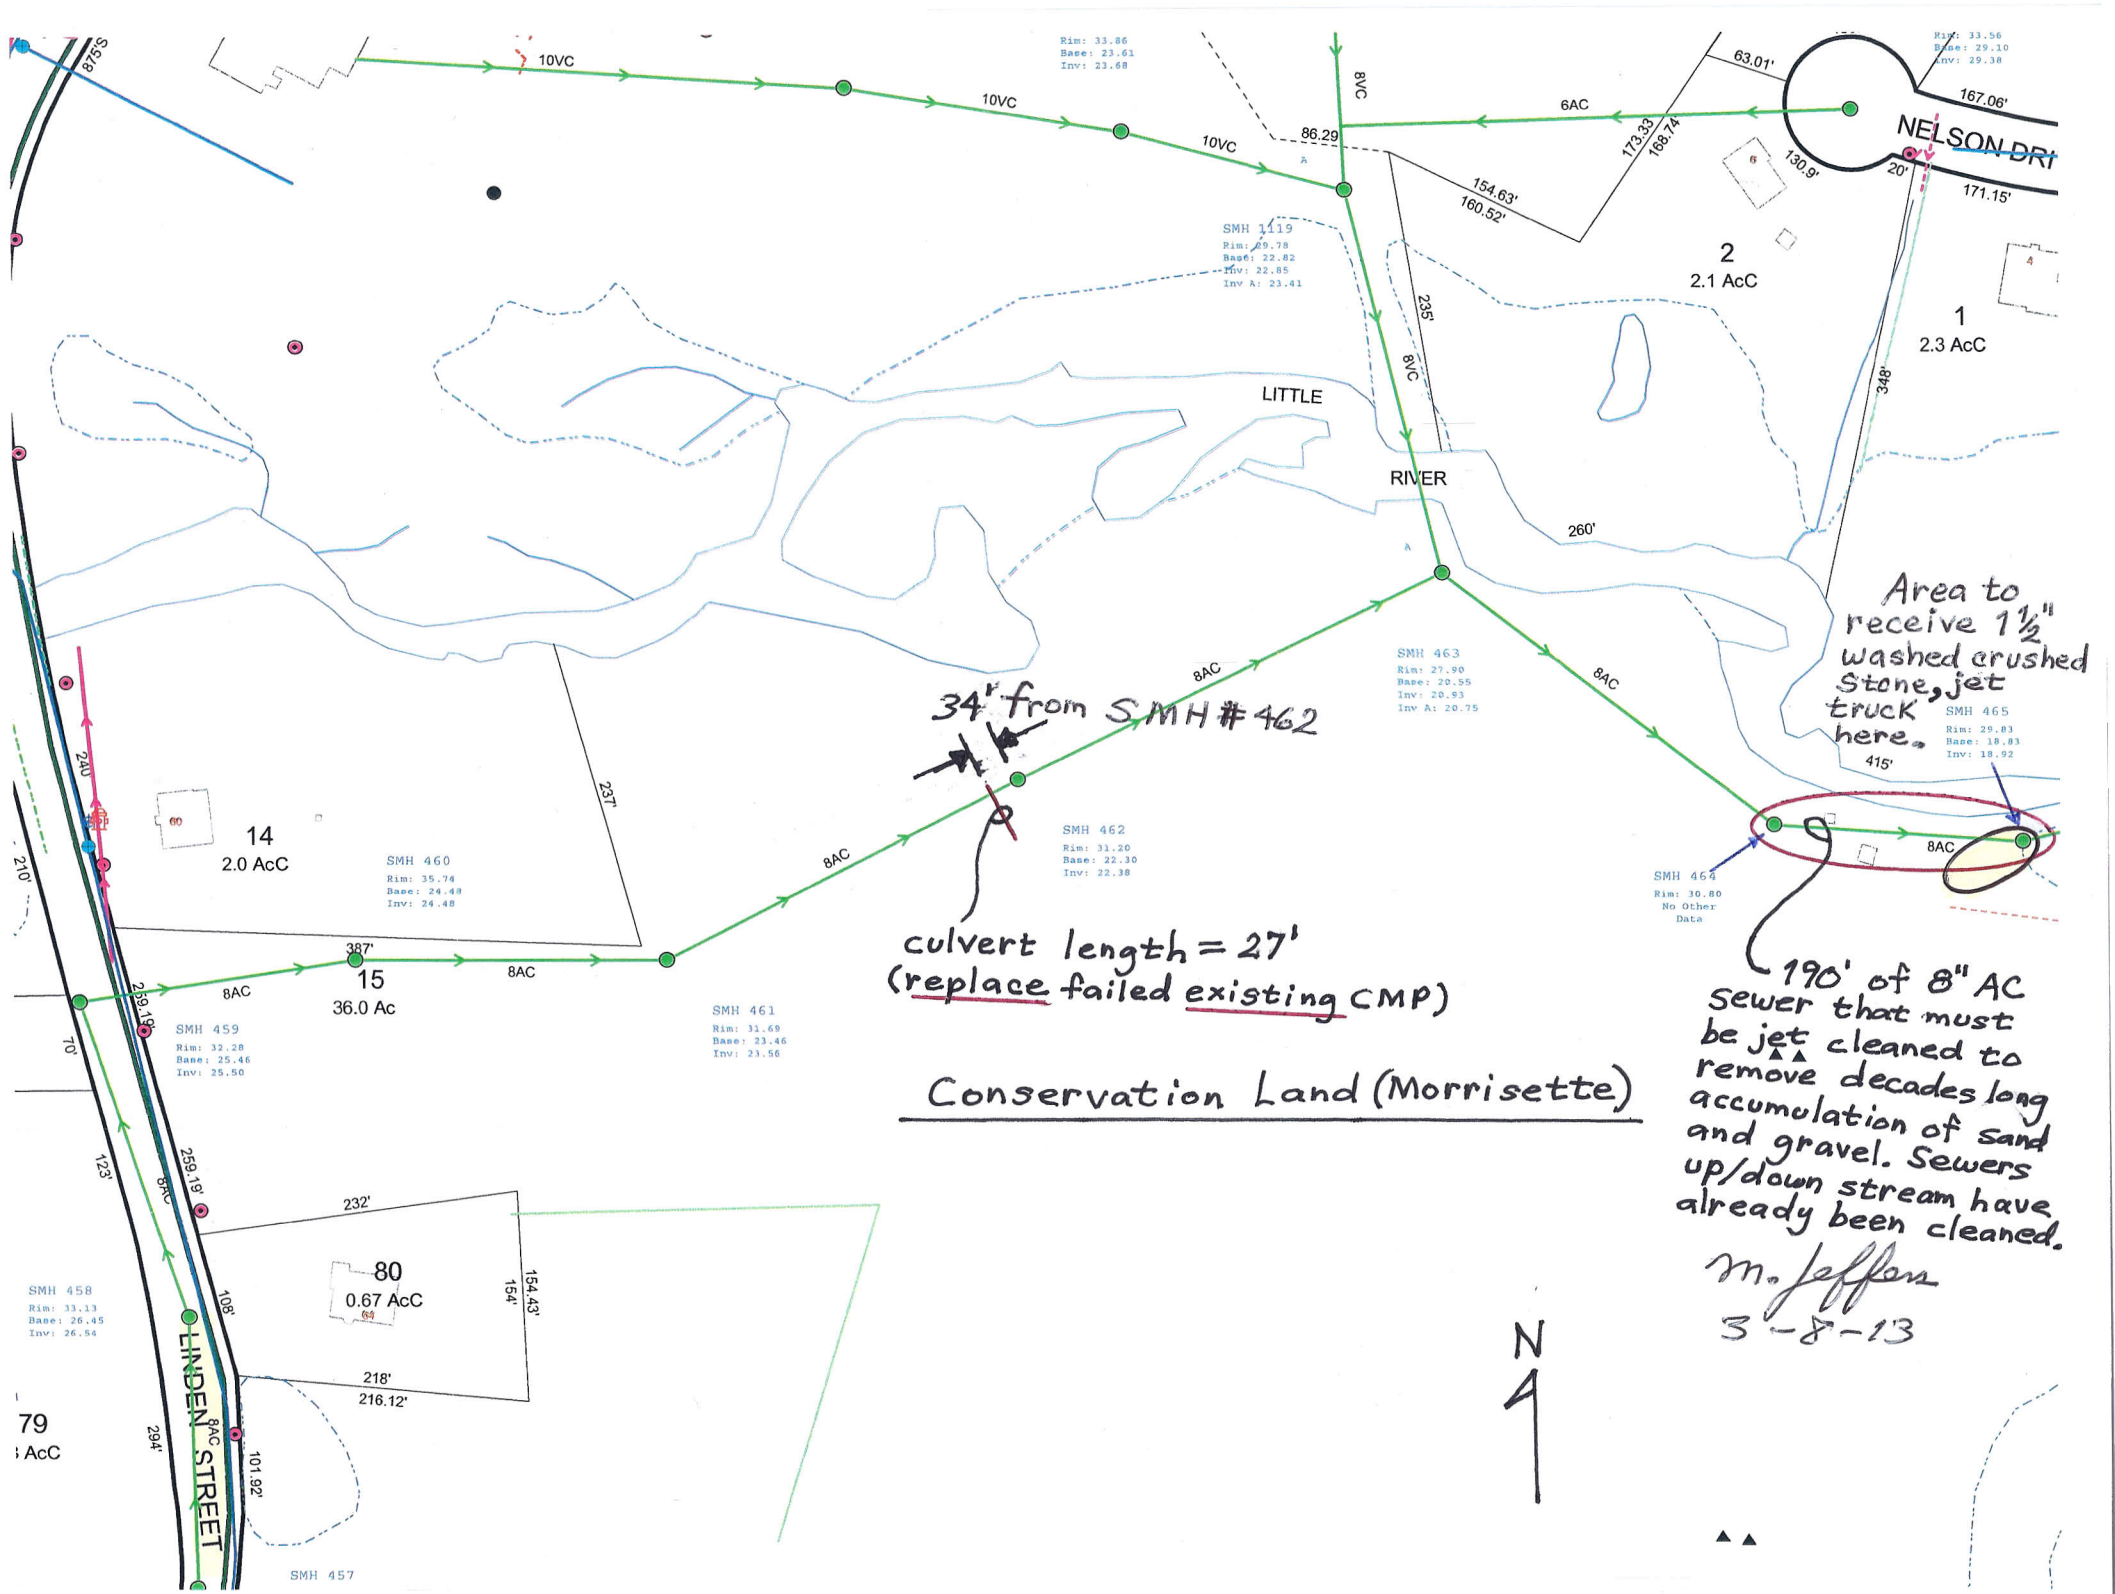 875'S
10VC
10VC
10VC
Rim: 33.86
Base: 23.61
Inv: 23.68
8VC
6AC
86.29
A
63.01'
173.33
168.74
154.63'
160.52'
130.9'
Rim: 33.56
Base: 29.10
Inv: 29.38
167.06'
NELSON DRI
20'
171.15'
6
2
2.1 AcC
4
1
2.3 AcC
348'
SMH 1119
Rim: 29.78
Base: 22.82
Inv: 22.85
Inv A: 23.41
235'
8VC
LITTLE
RIVER
260'
A
Area to
receive 1½"
washed crushed
stone, jet
truck
here.
SMH 465
Rim: 29.83
Base: 18.83
Inv: 18.92
415'
SMH 463
Rim: 27.90
Base: 20.55
Inv: 20.93
Inv A: 20.75
8AC
8AC
34' from SMH # 462
240
60
14
2.0 AcC
237'
SMH 460
Rim: 35.74
Base: 24.48
Inv: 24.48
8AC
SMH 462
Rim: 31.20
Base: 22.30
Inv: 22.38
8AC
SMH 464
Rim: 30.80
No Other
Data
210'
culvert length = 27'
(replace failed existing CMP)
387'
15
36.0 Ac
8AC
8AC
259.19'
SMH 459
Rim: 32.28
Base: 25.46
Inv: 25.50
SMH 461
Rim: 31.69
Base: 23.46
Inv: 23.56
70'
Conservation Land (Morrisette)
190' of 8" AC
sewer that must
be jet cleaned to
remove decades long
accumulation of sand
and gravel. Sewers
up/down stream have
already been cleaned.
M. Jeffers
3-8-13
123'
8AC
259.19'
232'
80
0.67 AcC
64
154.43'
154'
108'
SMH 458
Rim: 33.13
Base: 26.45
Inv: 26.54
218'
216.12'
N
LINDEN STREET
8AC
79
AcC
294'
101.92'
SMH 457